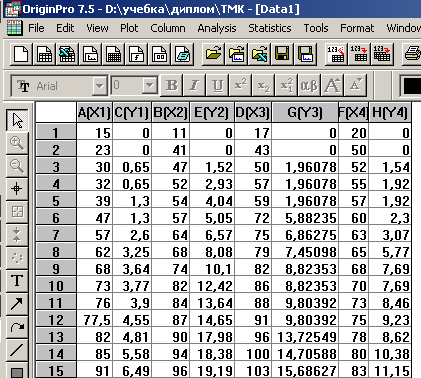 OriginPro 7.5 - D:\учебка\диплом\ТМК - [Data1]
File Edit View Plot Column Analysis Statistics Tools Format
Arial 0 B I U x² x₂ x₁² αβ A A
A(X1) C(Y1) B(X2) E(Y2) D(X3) G(Y3) F(X4) H(Y4)
1 15 0 11 0 17 0 20 0
2 23 0 41 0 43 0 50 0
3 30 0,65 47 1,52 50 1,96078 52 1,54
4 32 0,65 52 2,93 57 1,96078 55 1,92
5 39 1,3 54 4,04 59 1,96078 57 1,92
6 47 1,3 57 5,05 72 5,88235 60 2,3
7 57 2,6 64 6,57 75 6,86275 63 3,07
8 62 3,25 68 8,08 79 7,45098 65 5,77
9 68 3,64 74 10,1 82 8,82353 68 7,69
10 73 3,77 82 12,42 86 8,82353 70 7,69
11 76 3,9 84 13,64 88 9,80392 73 8,46
12 77,5 4,55 87 14,65 91 9,80392 75 9,23
13 82 4,81 90 17,98 96 13,72549 78 8,62
14 85 5,58 94 18,38 100 14,70588 80 10,38
15 91 6,49 96 19,19 103 15,68627 83 11,15